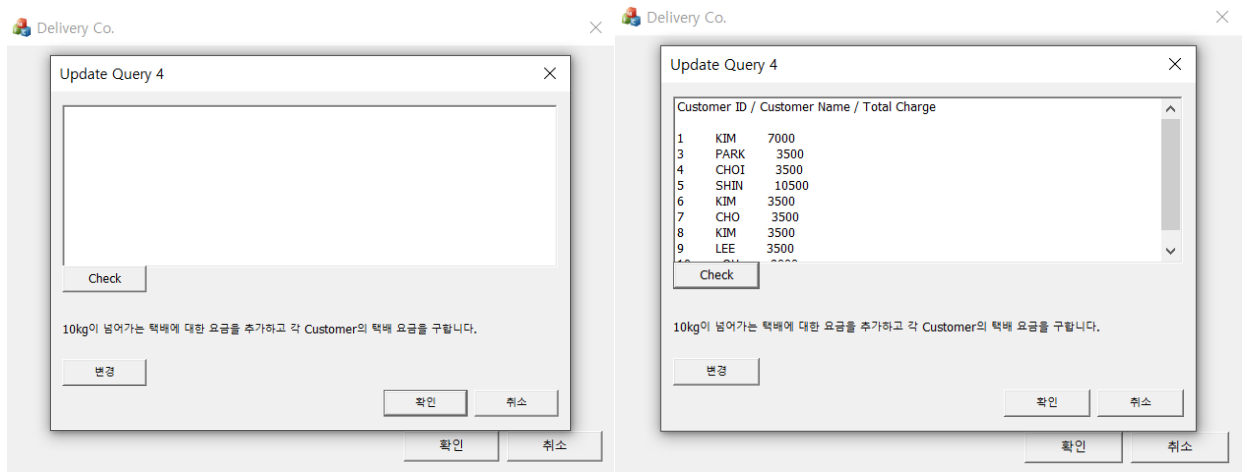 Delivery Co.
Update Query 4
Check
10kg이 넘어가는 택배에 대한 요금을 추가하고 각 Customer의 택배 요금을 구합니다.
변경
확인 취소
확인 취소
Delivery Co.
Update Query 4
Customer ID / Customer Name / Total Charge
1 KIM 7000
3 PARK 3500
4 CHOI 3500
5 SHIN 10500
6 KIM 3500
7 CHO 3500
8 KIM 3500
9 LEE 3500
Check
10kg이 넘어가는 택배에 대한 요금을 추가하고 각 Customer의 택배 요금을 구합니다.
변경
확인 취소
확인 취소